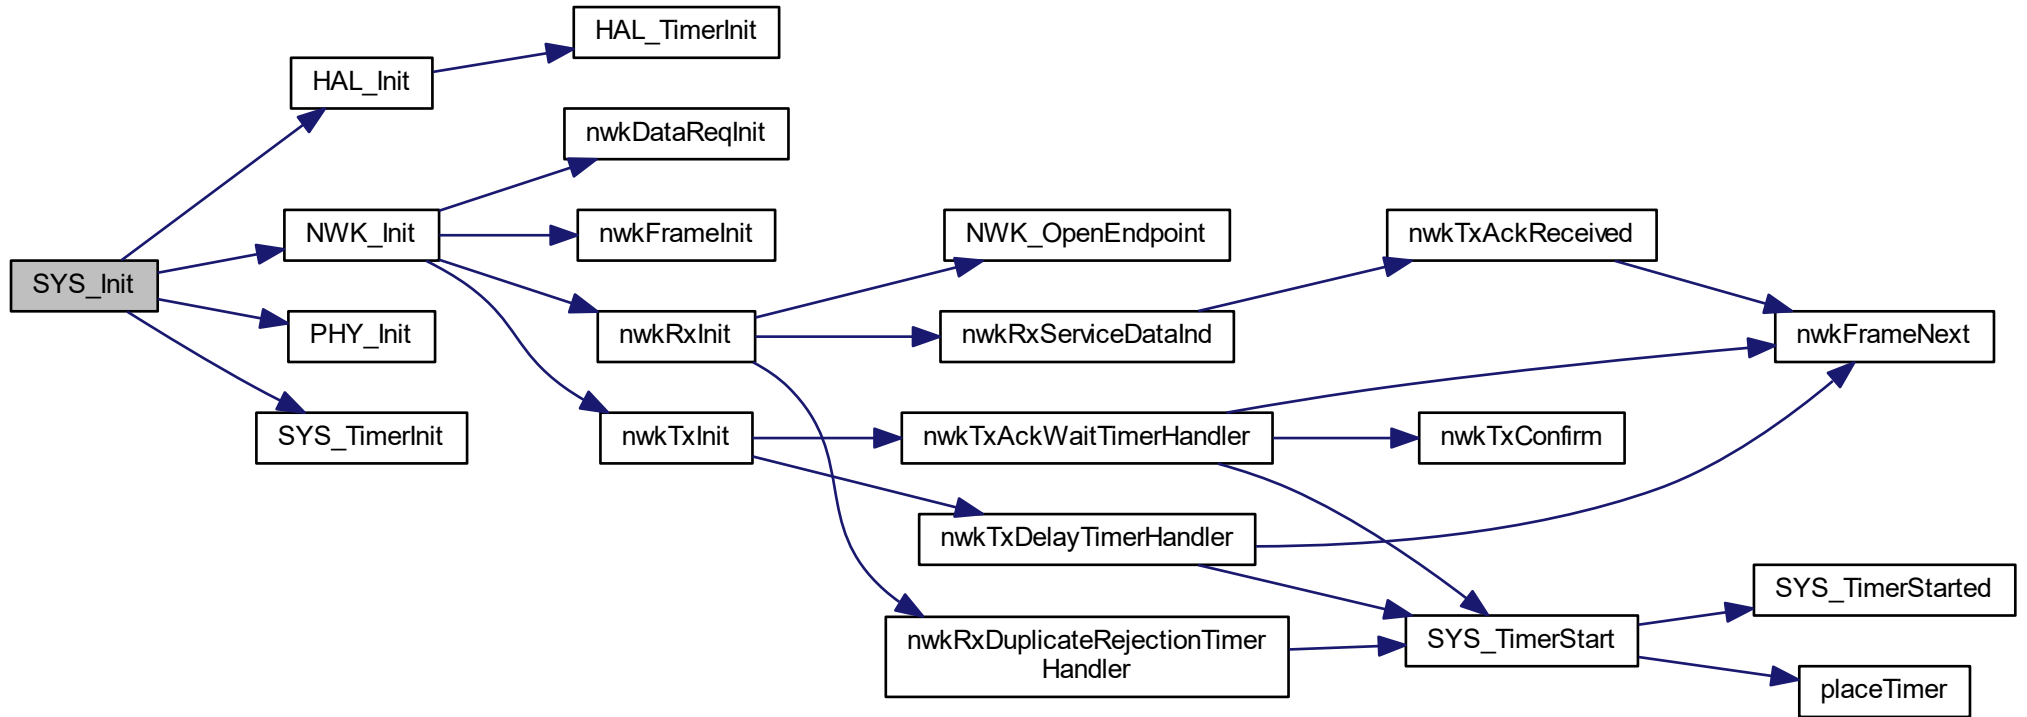 HAL_TimerInit
HAL_Init
nwkDataReqInit
NWK_Init
nwkFrameInit
NWK_OpenEndpoint
nwkTxAckReceived
SYS_Init
PHY_Init
nwkRxInit
nwkRxServiceDataInd
nwkFrameNext
SYS_TimerInit
nwkTxInit
nwkTxAckWaitTimerHandler
nwkTxConfirm
nwkTxDelayTimerHandler
SYS_TimerStarted
nwkRxDuplicateRejectionTimer
Handler
SYS_TimerStart
placeTimer